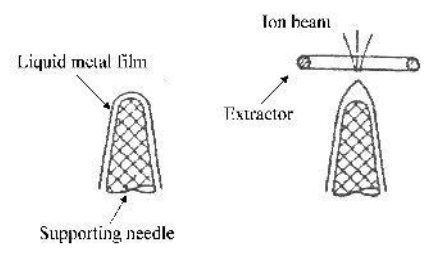 Ion beam
Liquid metal film
Extractor
Supporting needle